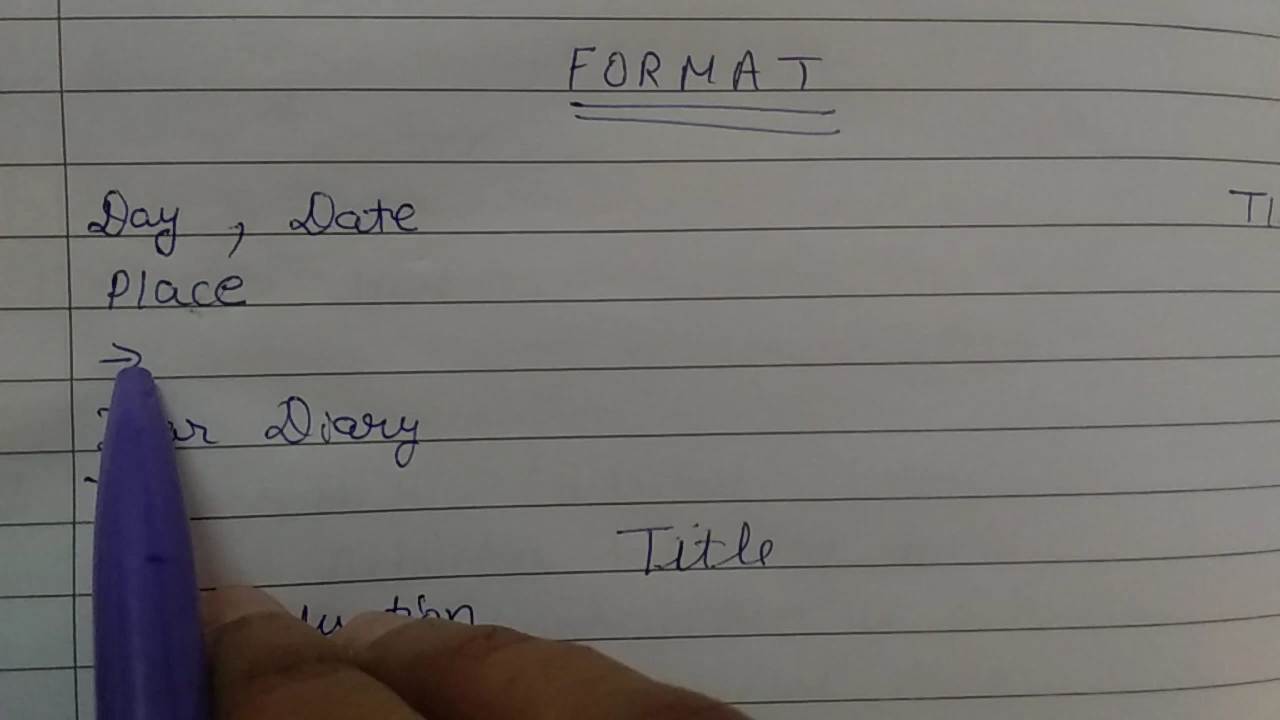 FORMAT
Day , Date
Place
→
Diary
Title